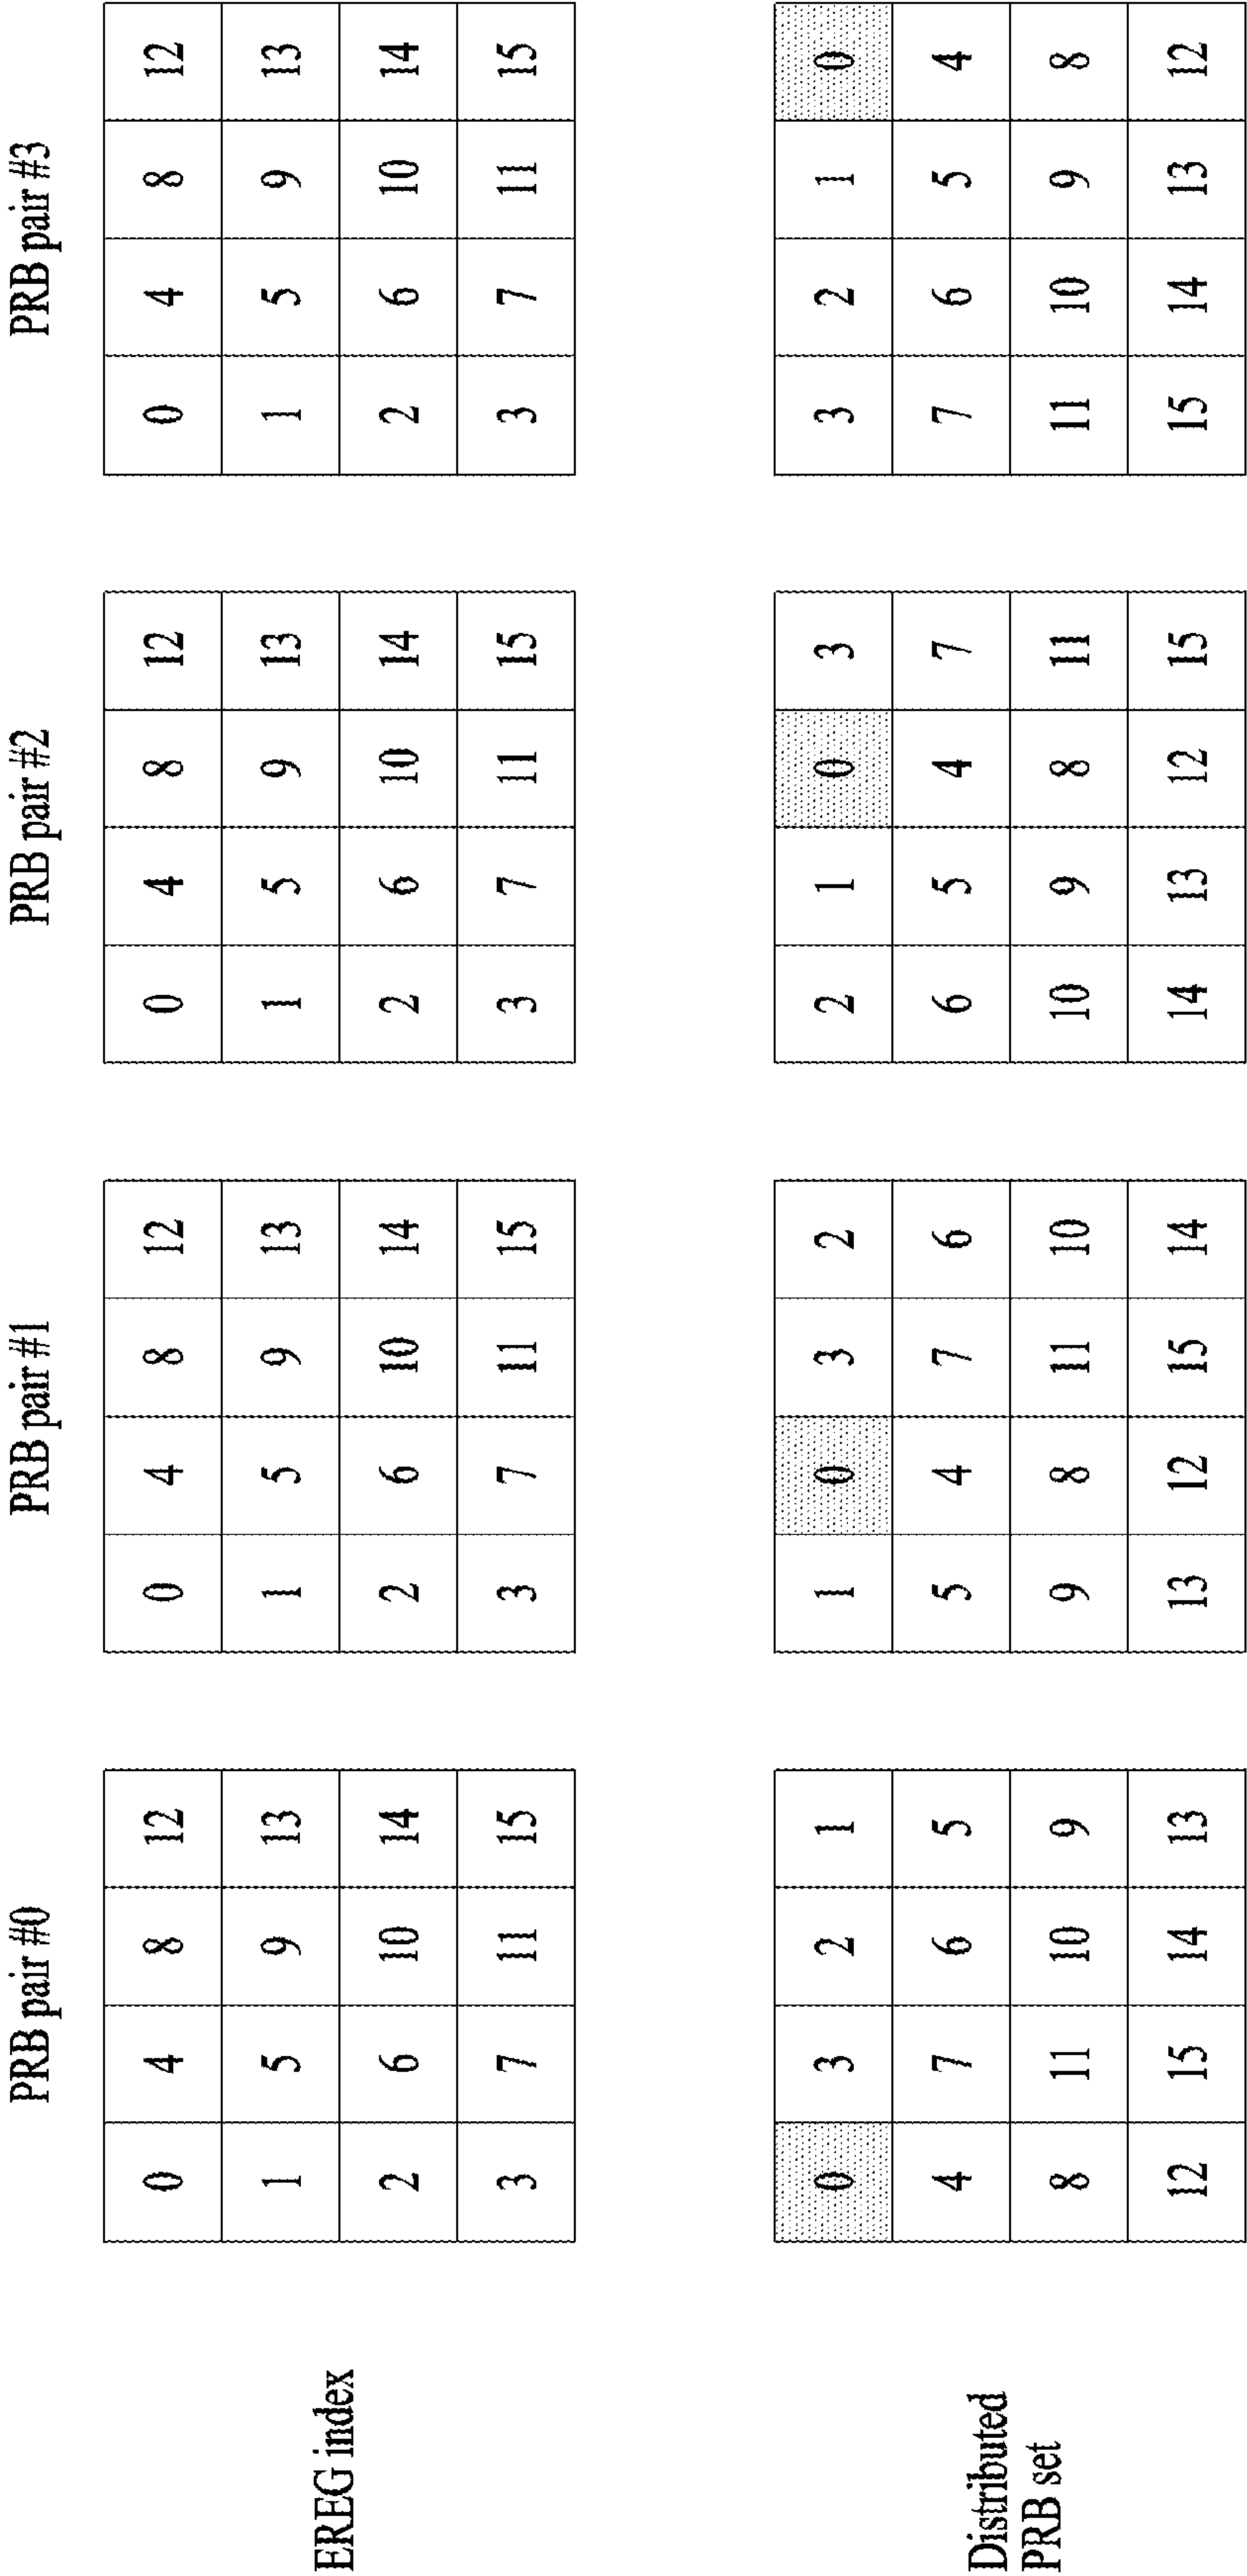 PRB pair #0 PRB pair #1 PRB pair #2 PRB pair #3
0 4 8 12 0 4 8 12 0 4 8 12 0 4 8 12
1 5 9 13 1 5 9 13 1 5 9 13 1 5 9 13
EREG index
2 6 10 14 2 6 10 14 2 6 10 14 2 6 10 14
3 7 11 15 3 7 11 15 3 7 11 15 3 7 11 15
0 3 2 1 1 0 3 2 2 1 0 3 3 2 1 0
4 7 6 5 5 4 7 6 6 5 4 7 7 6 5 4
Distributed
PRB set
8 11 10 9 9 8 11 10 10 9 8 11 11 10 9 8
12 15 14 13 13 12 15 14 14 13 12 15 15 14 13 12